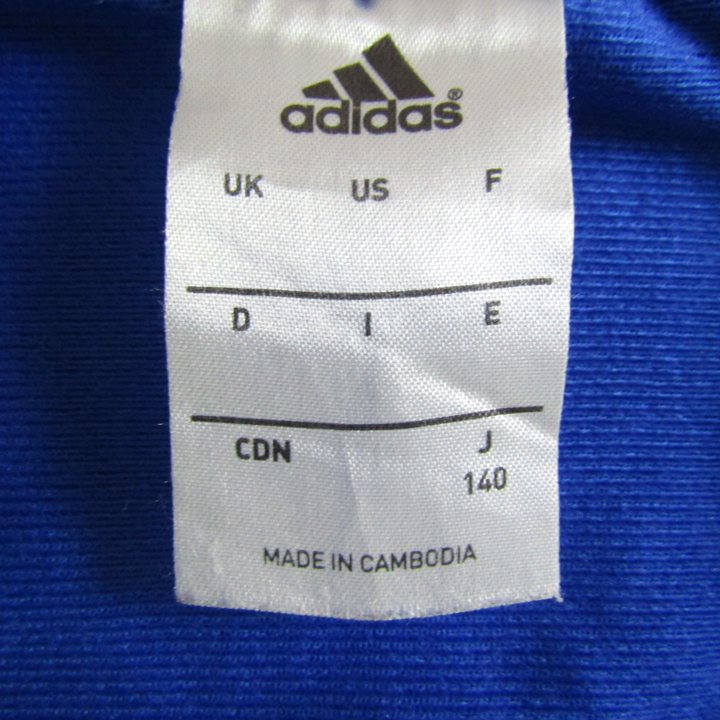 adidas®
UK US F
D I E
CDN J
140
MADE IN CAMBODIA